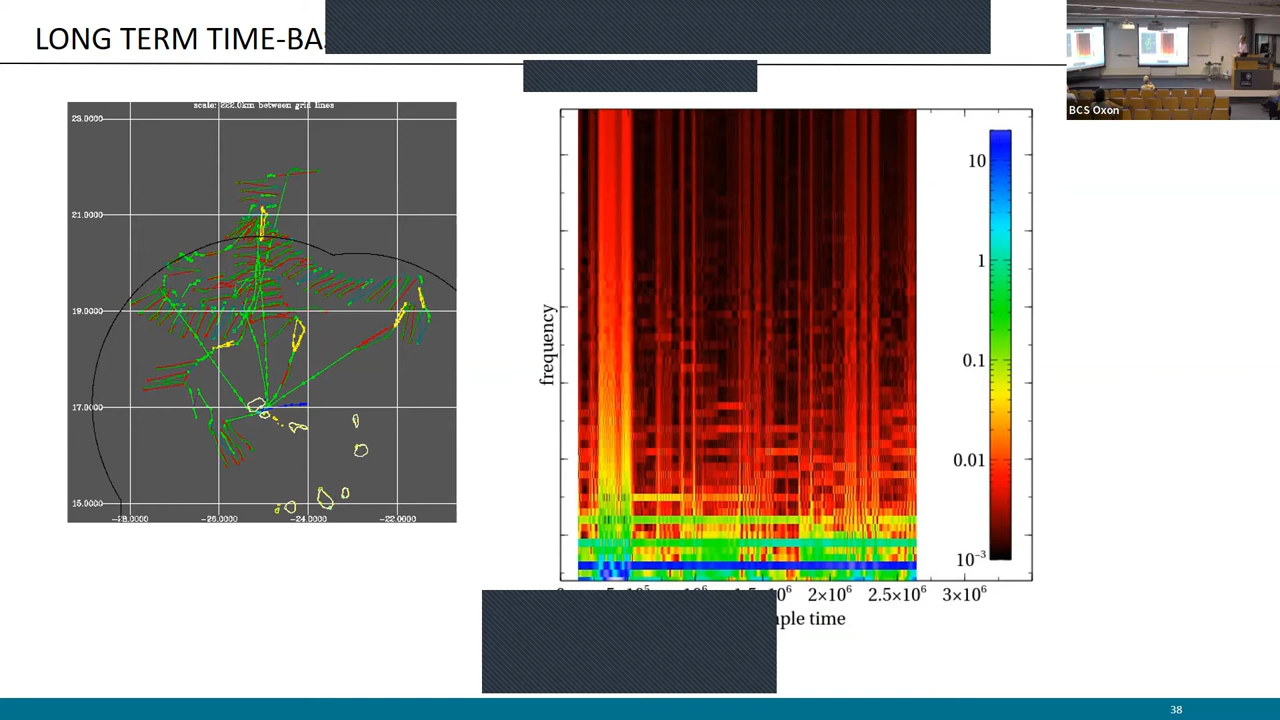 LONG TERM TIME-BA
BCS Oxon
scale: 222.0km between grid lines
23.0000
21.0000
19.0000
17.0000
15.0000
-28.0000 -26.0000 -24.0000 -22.0000
frequency
10
1
0.1
0.01
10⁻³
2×10⁶ 2.5×10⁶ 3×10⁶
ple time
38